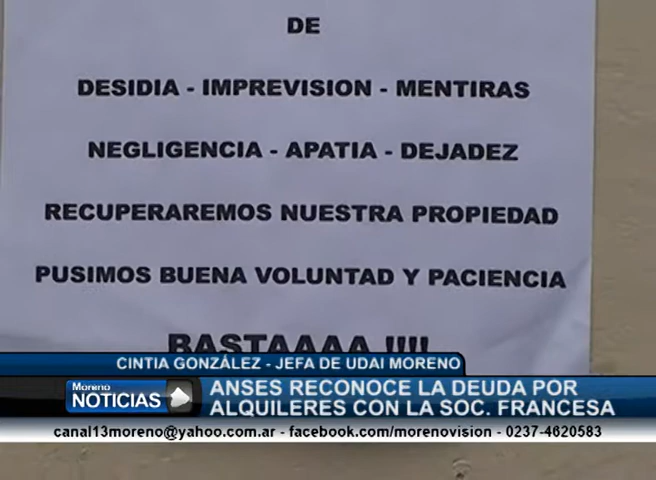 DE
DESIDIA - IMPREVISION - MENTIRAS
NEGLIGENCIA - APATIA - DEJADEZ
RECUPERAREMOS NUESTRA PROPIEDAD
PUSIMOS BUENA VOLUNTAD Y PACIENCIA
BASTAAAA !!!!
CINTIA GONZÁLEZ - JEFA DE UDAI MORENO
Moreno
NOTICIAS
ANSES RECONOCE LA DEUDA POR
ALQUILERES CON LA SOC. FRANCESA
canal13moreno@yahoo.com.ar - facebook.com/morenovision - 0237-4620583